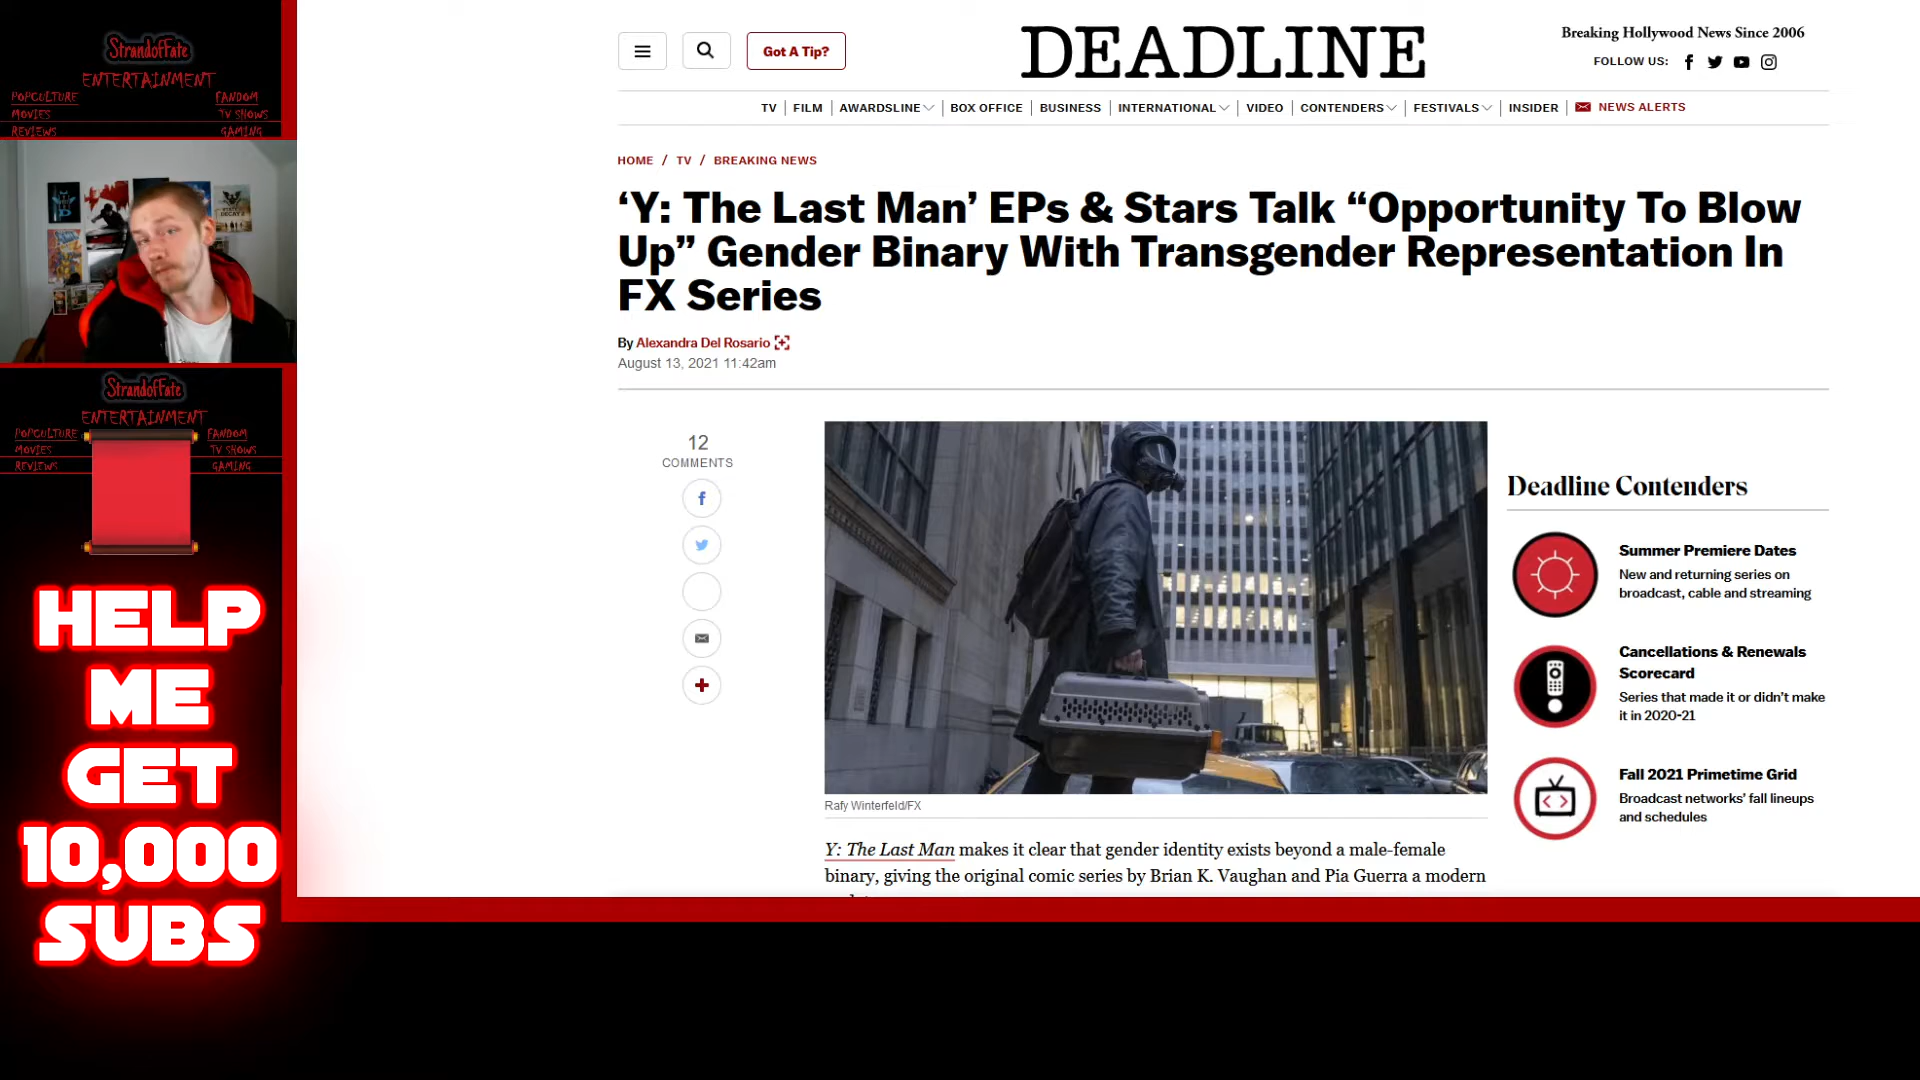 StrandofFate
ENTERTAINMENT
POPCULTURE FANDOM
MOVIES TV SHOWS
REVIEWS GAMING
StrandofFate
ENTERTAINMENT
POPCULTURE FANDOM
MOVIES TV SHOWS
REVIEWS GAMING
HELP
ME
GET
10,000
SUBS
Got A Tip?
DEADLINE
Breaking Hollywood News Since 2006
FOLLOW US:
TV FILM AWARDSLINE BOX OFFICE BUSINESS INTERNATIONAL VIDEO CONTENDERS FESTIVALS INSIDER NEWS ALERTS
HOME / TV / BREAKING NEWS
‘Y: The Last Man’ EPs & Stars Talk “Opportunity To Blow
Up” Gender Binary With Transgender Representation In
FX Series
By Alexandra Del Rosario
August 13, 2021 11:42am
12
COMMENTS
Rafy Winterfeld/FX
Y: The Last Man makes it clear that gender identity exists beyond a male-female
binary, giving the original comic series by Brian K. Vaughan and Pia Guerra a modern
Deadline Contenders
Summer Premiere Dates
New and returning series on
broadcast, cable and streaming
Cancellations & Renewals
Scorecard
Series that made it or didn’t make
it in 2020-21
Fall 2021 Primetime Grid
Broadcast networks’ fall lineups
and schedules